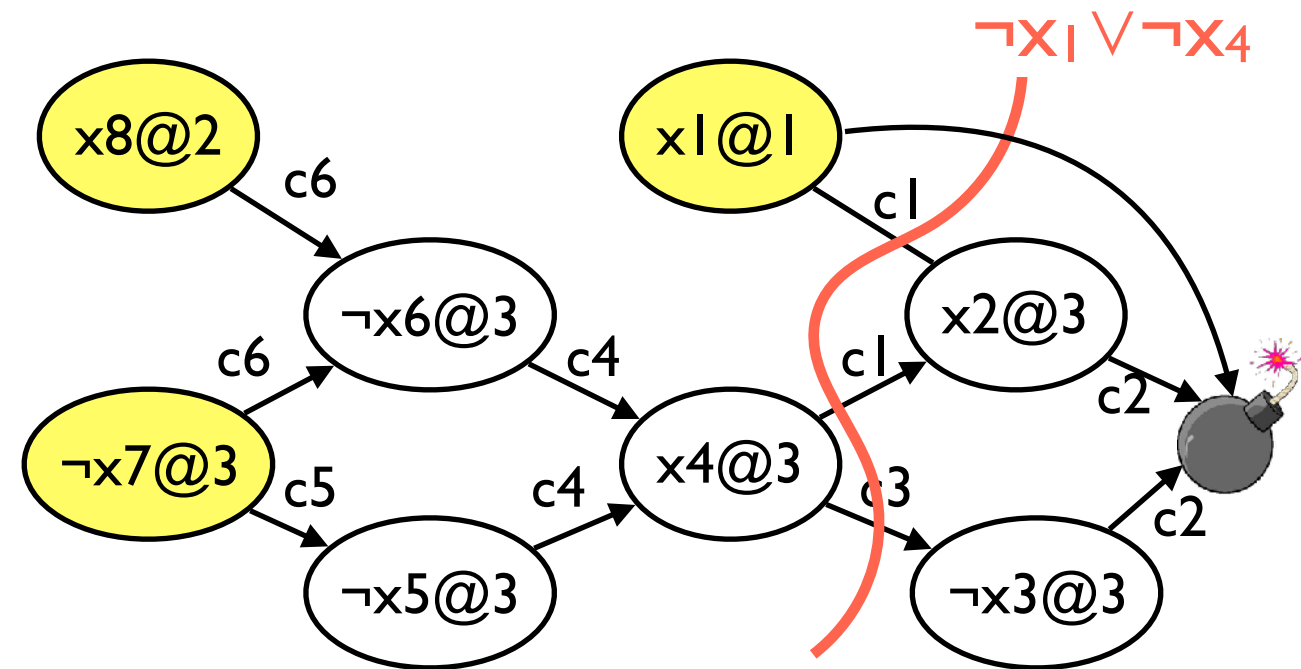 ¬x₁ ∨ ¬x₄
x8@2
x1@1
c6
c1
¬x6@3
x2@3
c6
c4
c1
c2
¬x7@3
x4@3
c5
c4
c3
c2
¬x5@3
¬x3@3